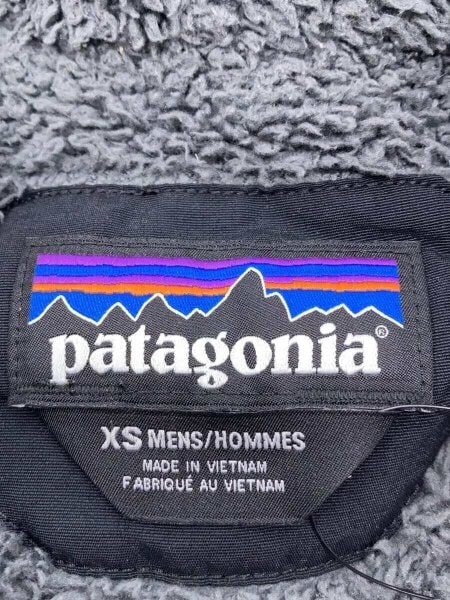 patagonia®
XS MENS/HOMMES
MADE IN VIETNAM
FABRIQUÉ AU VIETNAM